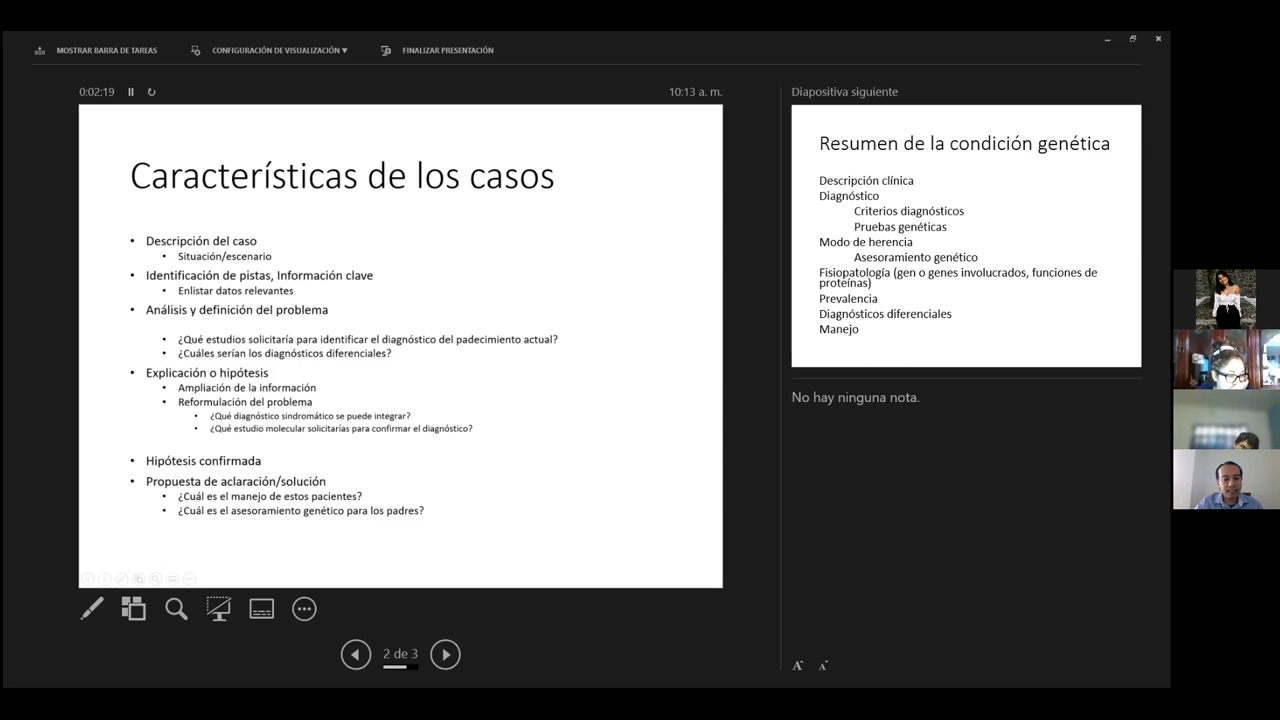 MOSTRAR BARRA DE TAREAS
CONFIGURACIÓN DE VISUALIZACIÓN ▼
FINALIZAR PRESENTACIÓN
0:02:19
10:13 a. m.
Características de los casos
• Descripción del caso
• Situación/escenario
• Identificación de pistas, Información clave
• Enlistar datos relevantes
• Análisis y definición del problema
• ¿Qué estudios solicitaría para identificar el diagnóstico del padecimiento actual?
• ¿Cuáles serían los diagnósticos diferenciales?
• Explicación o hipótesis
• Ampliación de la información
• Reformulación del problema
• ¿Qué diagnóstico sindromático se puede integrar?
• ¿Qué estudio molecular solicitarías para confirmar el diagnóstico?
• Hipótesis confirmada
• Propuesta de aclaración/solución
• ¿Cuál es el manejo de estos pacientes?
• ¿Cuál es el asesoramiento genético para los padres?
2 de 3
Diapositiva siguiente
Resumen de la condición genética
Descripción clínica
Diagnóstico
Criterios diagnósticos
Pruebas genéticas
Modo de herencia
Asesoramiento genético
Fisiopatología (gen o genes involucrados, funciones de
proteínas)
Prevalencia
Diagnósticos diferenciales
Manejo
No hay ninguna nota.
A A